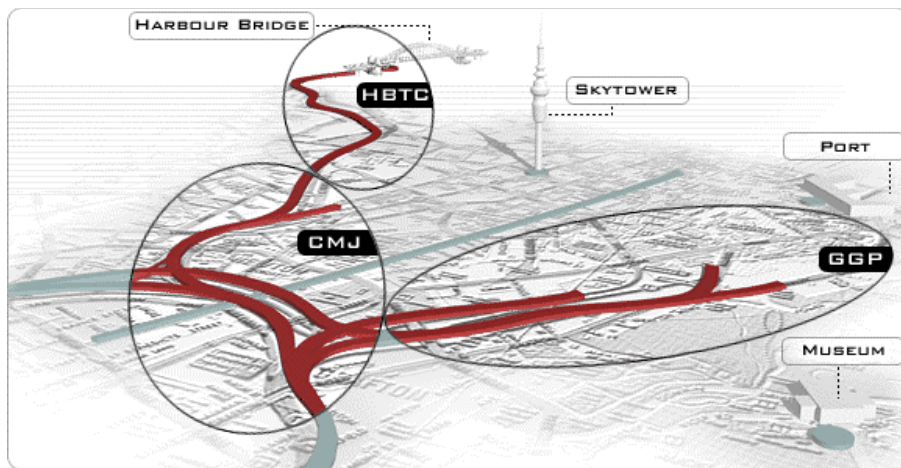 HARBOUR BRIDGE
HBTC
SKYTOWER
PORT
CMJ
GGP
MUSEUM